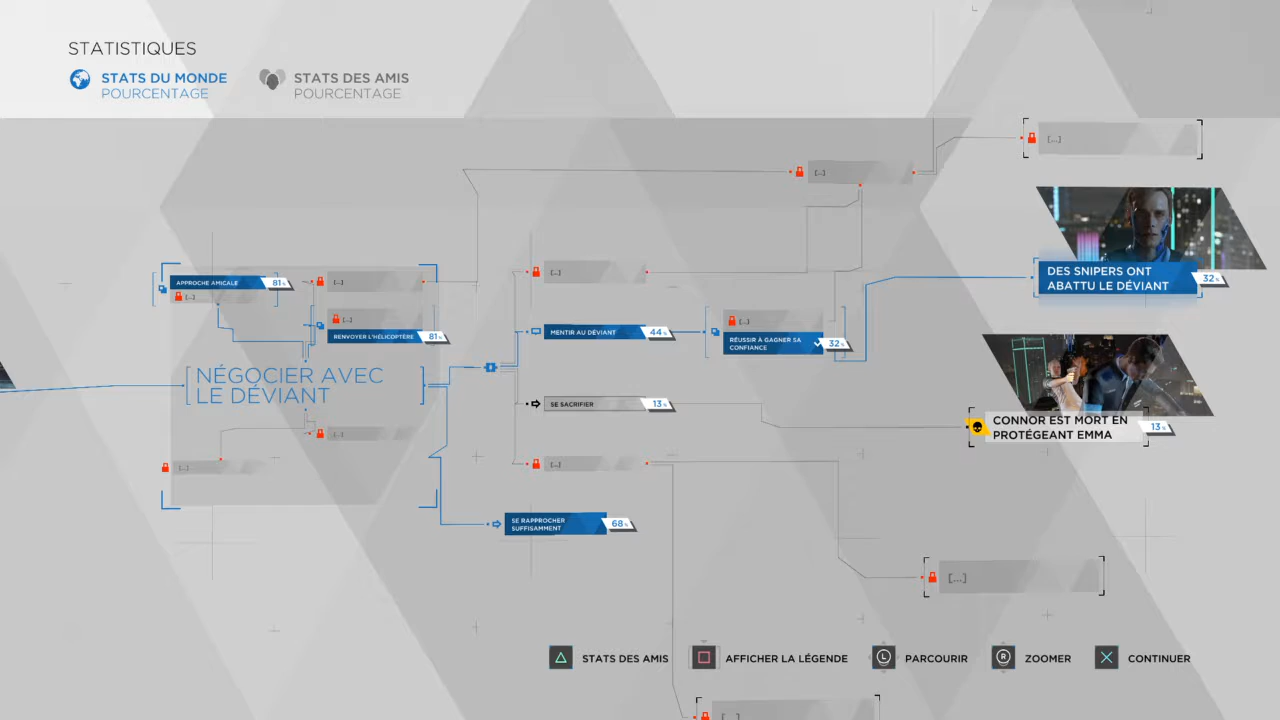 STATISTIQUES
STATS DU MONDE
POURCENTAGE
STATS DES AMIS
POURCENTAGE
[...]
[...]
DES SNIPERS ONT
ABATTU LE DÉVIANT
32%
[...]
APPROCHE AMICALE
81%
[...]
[...]
[...]
RENVOYER L'HÉLICOPTÈRE
81%
MENTIR AU DÉVIANT
44%
[...]
RÉUSSIR À GAGNER SA
CONFIANCE
32%
NÉGOCIER AVEC
LE DÉVIANT
SE SACRIFIER
13%
CONNOR EST MORT EN
PROTÉGEANT EMMA
13%
[...]
[...]
[...]
SE RAPPROCHER
SUFFISAMMENT
68%
[...]
STATS DES AMIS
AFFICHER LA LÉGENDE
L
PARCOURIR
R
ZOOMER
CONTINUER
[...]